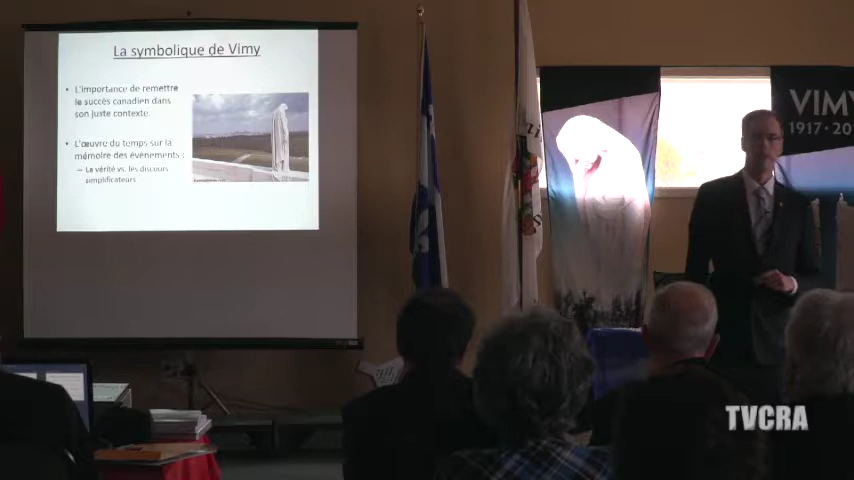 La symbolique de Vimy
• L'importance de remettre
le succès canadien dans
son juste contexte.
• L'œuvre du temps sur la
mémoire des événements :
– La vérité vs. les discours
simplificateurs
VIMY
1917 · 20
TVCRA